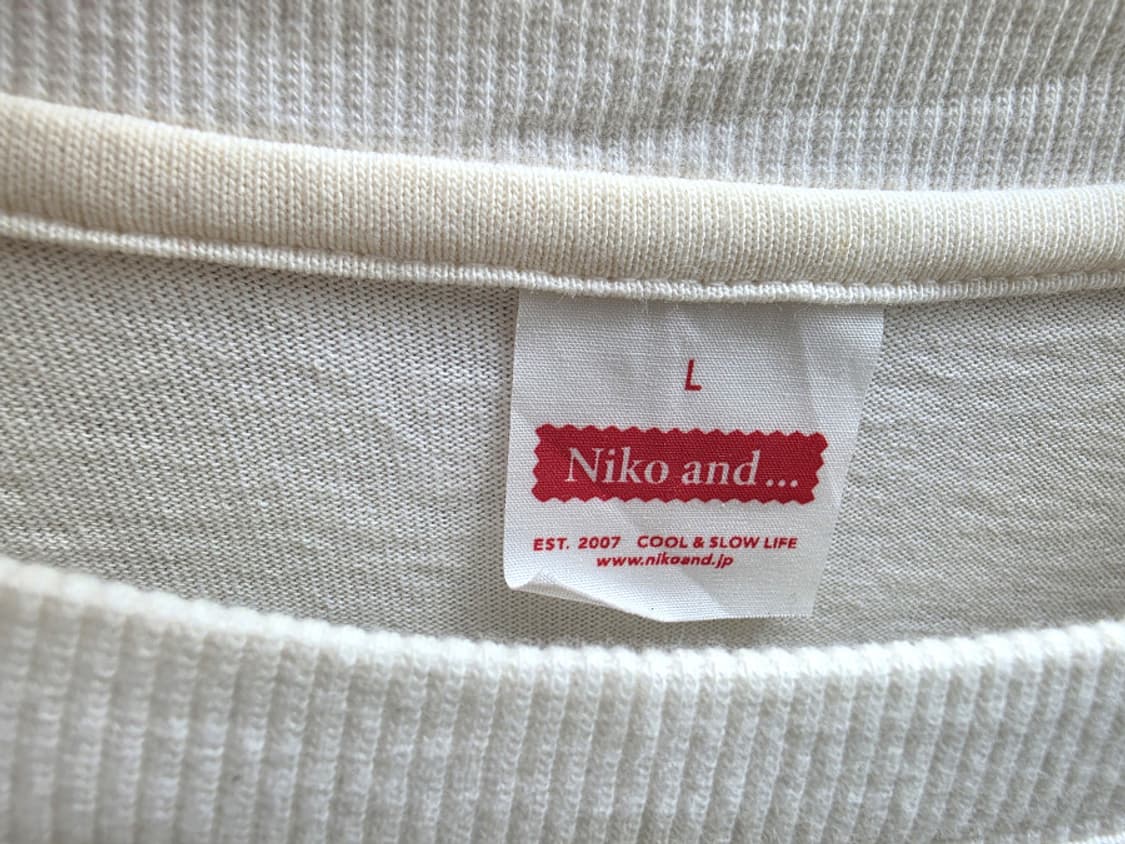 L
Niko and...
EST. 2007 COOL & SLOW LIFE
www.nikoand.jp